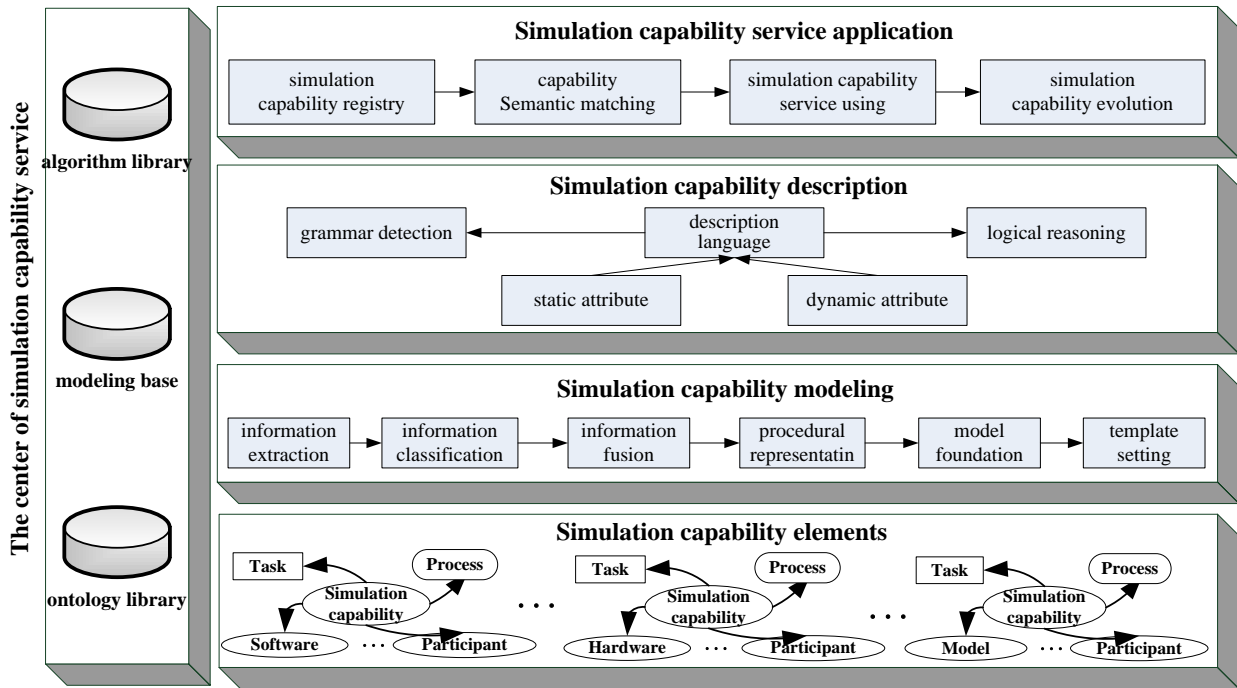 The center of simulation capability service
algorithm library
modeling base
ontology library
Simulation capability service application
simulation
capability registry
capability
Semantic matching
simulation capability
service using
simulation
capability evolution
Simulation capability description
grammar detection
description
language
logical reasoning
static attribute
dynamic attribute
Simulation capability modeling
information
extraction
information
classification
information
fusion
procedural
representatin
model
foundation
template
setting
Simulation capability elements
Task
Process
Simulation
capability
Software
...
Participant
...
Task
Process
Simulation
capability
Hardware
...
Participant
...
Task
Process
Simulation
capability
Model
...
Participant